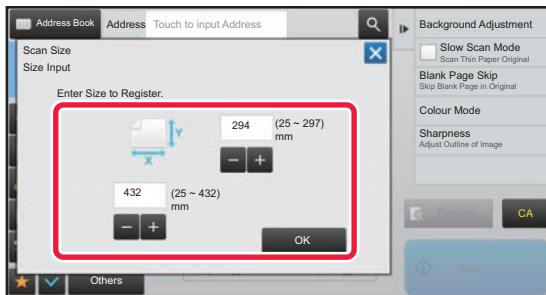 Address Book
Address
Touch to input Address
Scan Size
Size Input
Enter Size to Register.
Y
X
294
(25 ~ 297)
mm
432
(25 ~ 432)
mm
OK
Others
Background Adjustment
Slow Scan Mode
Scan Thin Paper Original
Blank Page Skip
Skip Blank Page in Original
Colour Mode
Sharpness
Adjust Outline of Image
Preview
CA
Start